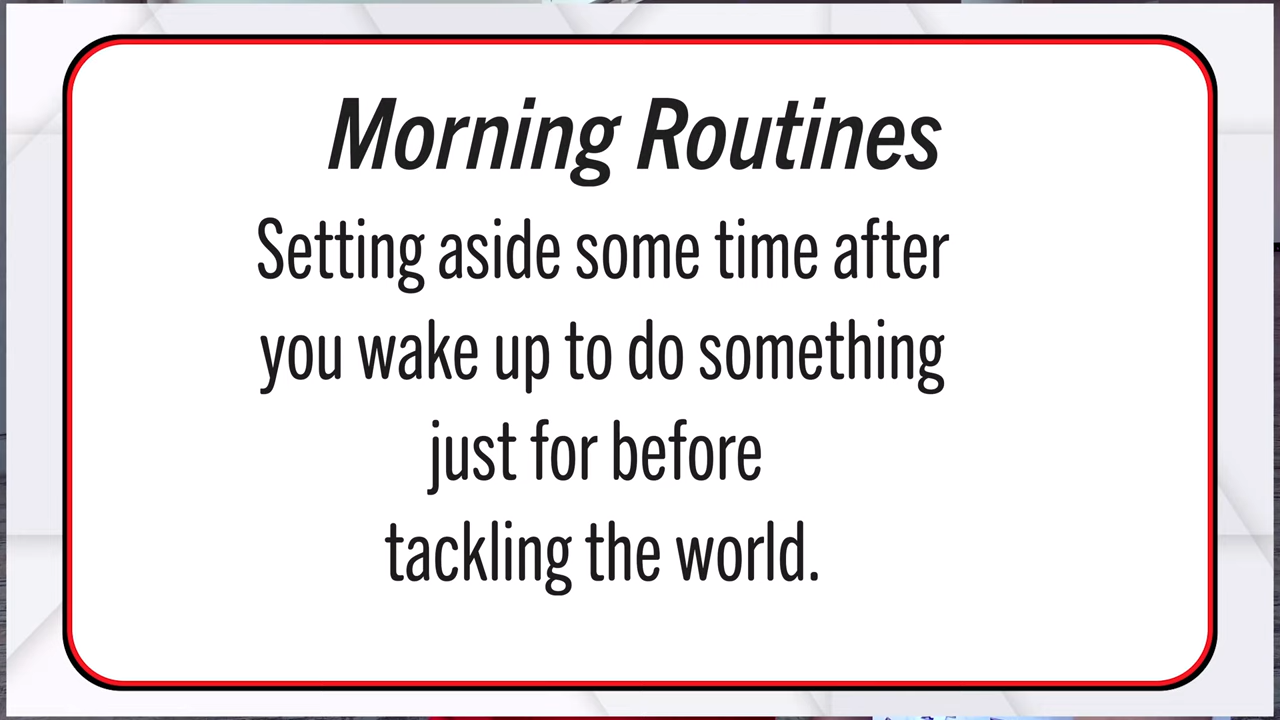 Morning Routines
Setting aside some time after
you wake up to do something
just for before
tackling the world.